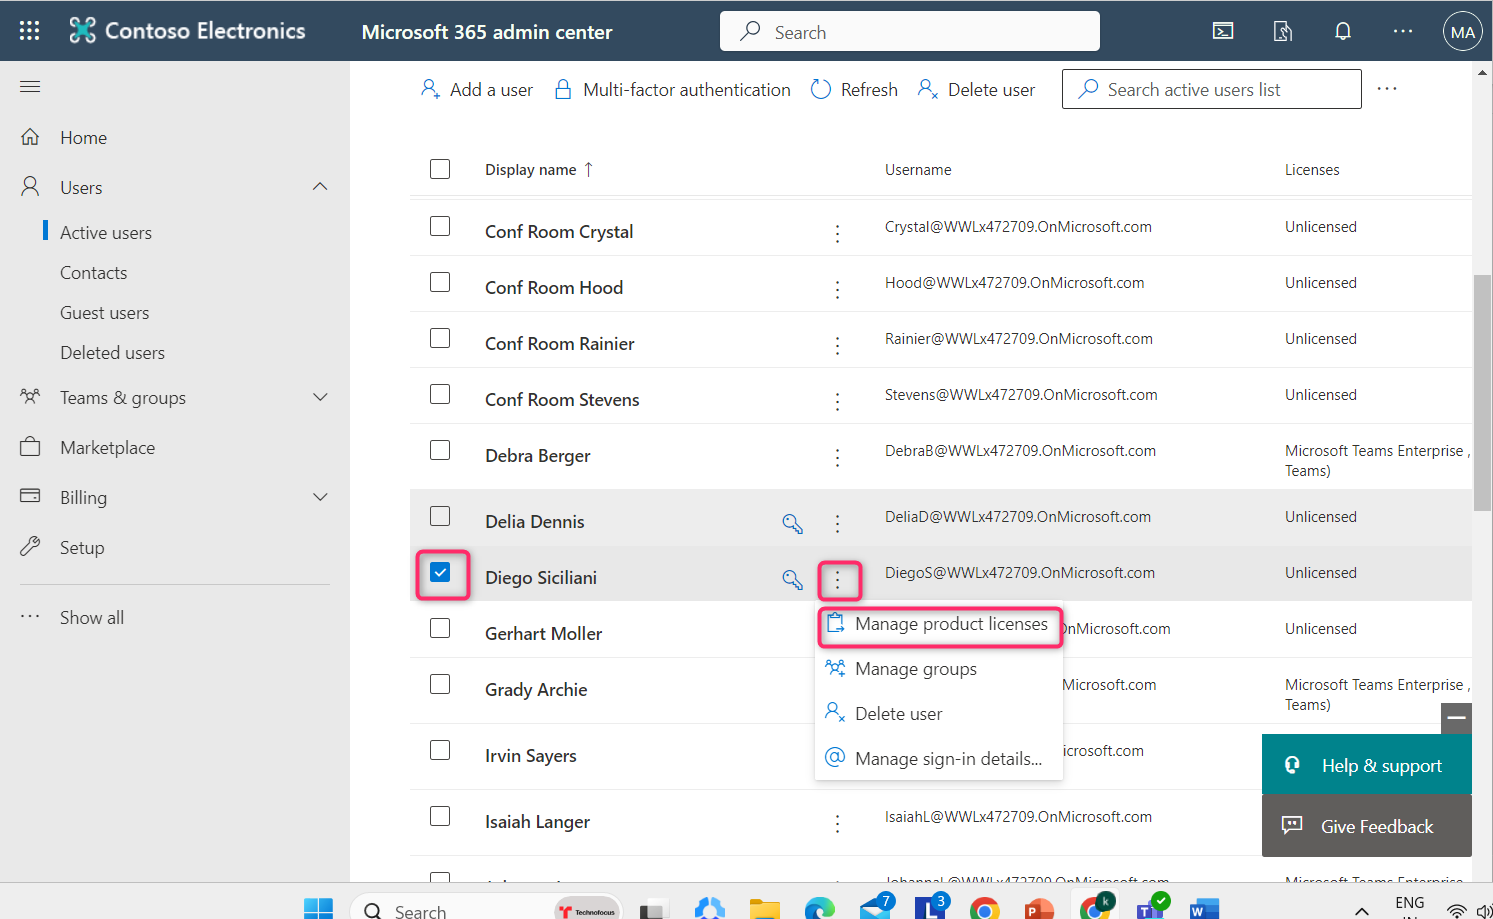 Contoso Electronics
Microsoft 365 admin center
Search
MA
Home
Users
Active users
Contacts
Guest users
Deleted users
Teams & groups
Marketplace
Billing
Setup
Show all
Add a user
Multi-factor authentication
Refresh
Delete user
Search active users list
Display name ↑
Username
Licenses
Conf Room Crystal
Crystal@WWLx472709.OnMicrosoft.com
Unlicensed
Conf Room Hood
Hood@WWLx472709.OnMicrosoft.com
Unlicensed
Conf Room Rainier
Rainier@WWLx472709.OnMicrosoft.com
Unlicensed
Conf Room Stevens
Stevens@WWLx472709.OnMicrosoft.com
Unlicensed
Debra Berger
DebraB@WWLx472709.OnMicrosoft.com
Microsoft Teams Enterprise ,
Teams)
Delia Dennis
DeliaD@WWLx472709.OnMicrosoft.com
Unlicensed
Diego Siciliani
DiegoS@WWLx472709.OnMicrosoft.com
Unlicensed
Manage product licenses
Manage groups
Delete user
Manage sign-in details...
Gerhart Moller
OnMicrosoft.com
Unlicensed
Grady Archie
Microsoft.com
Microsoft Teams Enterprise ,
Teams)
Irvin Sayers
icrosoft.com
Isaiah Langer
IsaiahL@WWLx472709.OnMicrosoft.com
Help & support
Give Feedback
Search
Technofocus
7
3
k
ENG